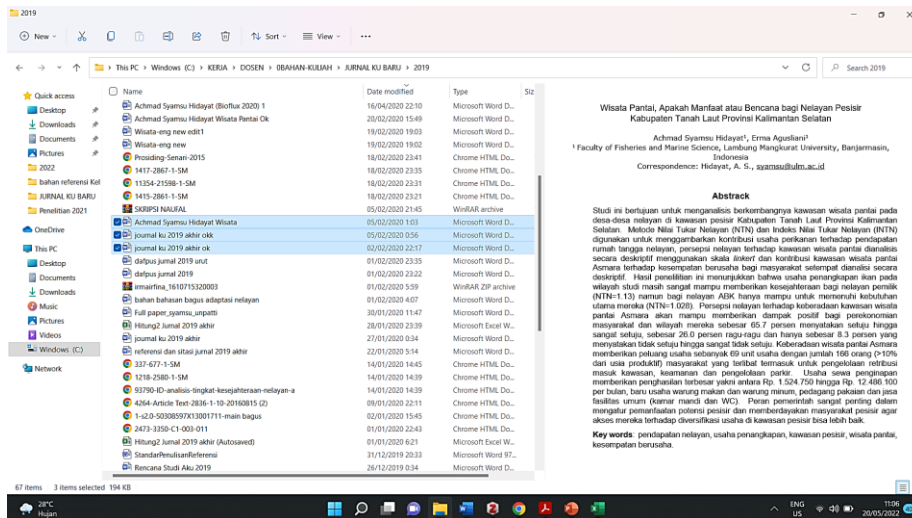 2019
New
Sort
View
This PC > Windows (C:) > KERJA > DOSEN > 0BAHAN-KULIAH > JURNAL KU BARU > 2019
Search 2019
Quick access
Desktop
Downloads
Documents
Pictures
2022
bahan referensi Kel
JURNAL KU BARU
Penelitian 2021
OneDrive
This PC
Desktop
Documents
Downloads
Music
Pictures
Videos
Windows (C:)
Network
Name Date modified Type Siz
Achmad Syamsu Hidayat (Bioflux 2020) 1 16/04/2020 22:10 Microsoft Word D...
Achmad Syamsu Hidayat Wisata Pantai Ok 20/02/2020 15:49 Microsoft Word D...
Wisata-eng new edit1 19/02/2020 19:03 Microsoft Word D...
Wisata-eng new 19/02/2020 19:02 Microsoft Word D...
Prosiding-Senari-2015 18/02/2020 23:41 Chrome HTML Do...
1417-2867-1-SM 18/02/2020 23:35 Chrome HTML Do...
11354-21598-1-SM 18/02/2020 23:31 Chrome HTML Do...
1415-2861-1-SM 18/02/2020 23:21 Chrome HTML Do...
SKRIPSI NAUFAL 05/02/2020 21:45 WinRAR archive
Achmad Syamsu Hidayat Wisata 05/02/2020 1:03 Microsoft Word D...
journal ku 2019 akhir okk 05/02/2020 0:56 Microsoft Word D...
journal ku 2019 akhir ok 02/02/2020 22:17 Microsoft Word D...
dafpus jurnal 2019 urut 01/02/2020 23:35 Microsoft Word D...
dafpus jurnal 2019 01/02/2020 23:22 Microsoft Word D...
irmairfina_1610715320003 01/02/2020 5:59 WinRAR ZIP archive
bahan bahasan bagus adaptasi nelayan 01/02/2020 4:07 Microsoft Word D...
Full paper_syamsu_unpatti 30/01/2020 11:47 Microsoft Word D...
Hitung2 Jurnal 2019 akhir 28/01/2020 23:39 Microsoft Excel W...
journal ku 2019 akhir 27/01/2020 0:34 Microsoft Word D...
referensi dan sitasi jurnal 2019 akhir 22/01/2020 5:14 Microsoft Word D...
337-677-1-SM 14/01/2020 14:45 Chrome HTML Do...
1218-2580-1-SM 14/01/2020 14:39 Chrome HTML Do...
93790-ID-analisis-tingkat-kesejahteraan-nelayan-a 14/01/2020 14:39 Chrome HTML Do...
4264-Article Text-2836-1-10-20160815 (2) 09/01/2020 22:11 Chrome HTML Do...
1-s2.0-S0308597X13001711-main bagus 02/01/2020 15:45 Chrome HTML Do...
2473-3350-C1-003-011 01/01/2020 22:43 Chrome HTML Do...
Hitung2 Jurnal 2019 akhir (Autosaved) 01/01/2020 6:21 Microsoft Excel W...
StandarPenulisanReferensi 31/12/2019 20:33 Microsoft Word 97...
Rencana Studi Aku 2019 26/12/2019 0:34 Microsoft Word D...
Wisata Pantai, Apakah Manfaat atau Bencana bagi Nelayan Pesisir
Kabupaten Tanah Laut Provinsi Kalimantan Selatan
Achmad Syamsu Hidayat¹, Erma Agusliani¹
¹ Faculty of Fisheries and Marine Science, Lambung Mangkurat University, Banjarmasin,
Indonesia
Correspondence: Hidayat, A. S., syamsu@ulm.ac.id
Abstrack
Studi ini bertujuan untuk menganalisis berkembangnya kawasan wisata pantai pada
desa-desa nelayan di kawasan pesisir Kabupaten Tanah Laut Provinsi Kalimantan
Selatan. Metode Nilai Tukar Nelayan (NTN) dan Indeks Nilai Tukar Nelayan (INTN)
digunakan untuk menggambarkan kontribusi usaha perikanan terhadap pendapatan
rumah tangga nelayan, persepsi nelayan terhadap kawasan wisata pantai dianalisis
secara deskriptif menggunakan skala linkert dan kontribusi kawasan wisata pantai
Asmara terhadap kesempatan berusaha bagi masyarakat setempat dianalisis secara
deskriptif. Hasil penelilitian ini menunjukkan bahwa usaha penangkapan ikan pada
wilayah studi masih sangat mampu memberikan kesejahteraan bagi nelayan pemilik
(NTN=1.13) namun bagi nelayan ABK hanya mampu untuk memenuhi kebutuhan
utama mereka (NTN=1.028). Persepsi nelayan terhadap keberadaan kawasan wisata
pantai Asmara akan mampu memberikan dampak positif bagi perekonomian
masyarakat dan wilayah mereka sebesar 65.7 persen menyatakan setuju hingga
sangat setuju, sebesar 26.0 persen ragu-ragu dan hanya sebesar 8.3 persen yang
menyatakan tidak setuju hingga sangat tidak setuju. Keberadaan wisata pantai Asmara
memberikan peluang usaha sebanyak 69 unit usaha dengan jumlah 166 orang (>10%
dari usia produktif) masyarakat yang terlibat termasuk untuk pengelolaan retribusi
masuk kawasan, keamanan dan pengelolaan parkir. Usaha sewa penginapan
memberikan penghasilan terbesar yakni antara Rp. 1.524.750 hingga Rp. 12.486.100
per bulan, baru usaha warung makan dan warung minum, pedagang pakaian dan jasa
fasilitas umum (kamar mandi dan WC). Peran pemerintah sangat penting dalam
mengatur pemanfaatan potensi pesisir dan memberdayakan masyarakat pesisir agar
akses mereka terhadap diversifikasi usaha di kawasan pesisir bisa lebih baik.
Key words: pendapatan nelayan, usaha penangkapan, kawasan pesisir, wisata pantai,
kesempatan berusaha.
67 items 3 items selected 194 KB
28°C
Hujan
ENG
US
11:06
20/05/2022